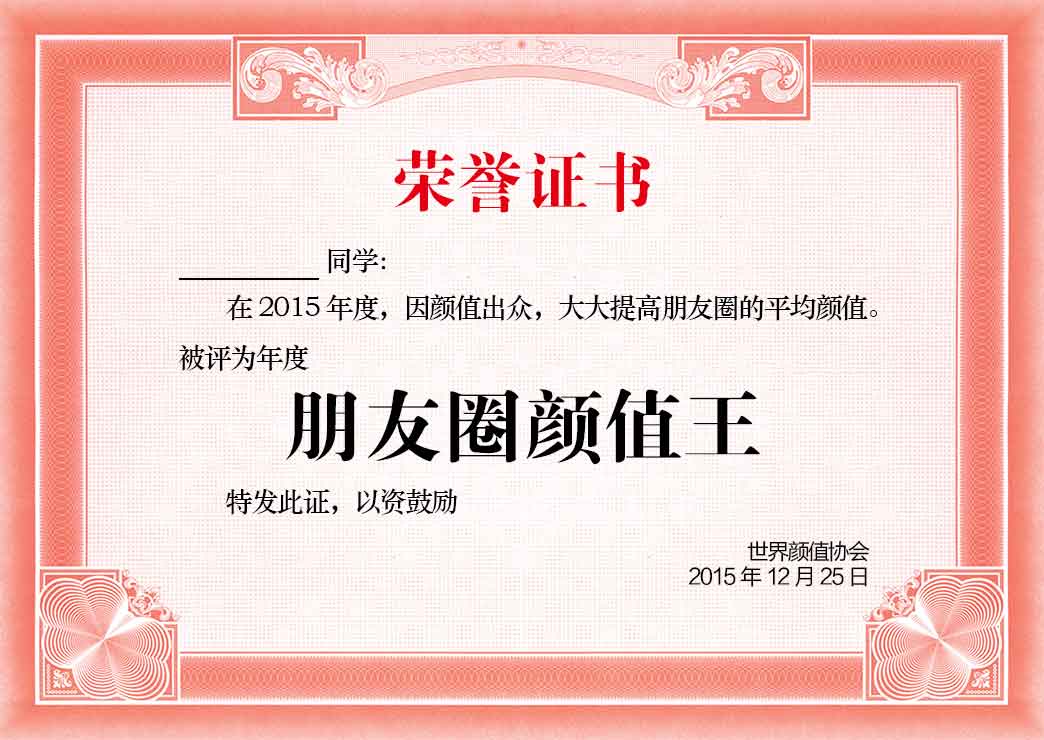 荣誉证书
________ 同学:
在 2015 年度，因颜值出众，大大提高朋友圈的平均颜值。
被评为年度
朋友圈颜值王
特发此证，以资鼓励
世界颜值协会
2015 年 12 月 25 日